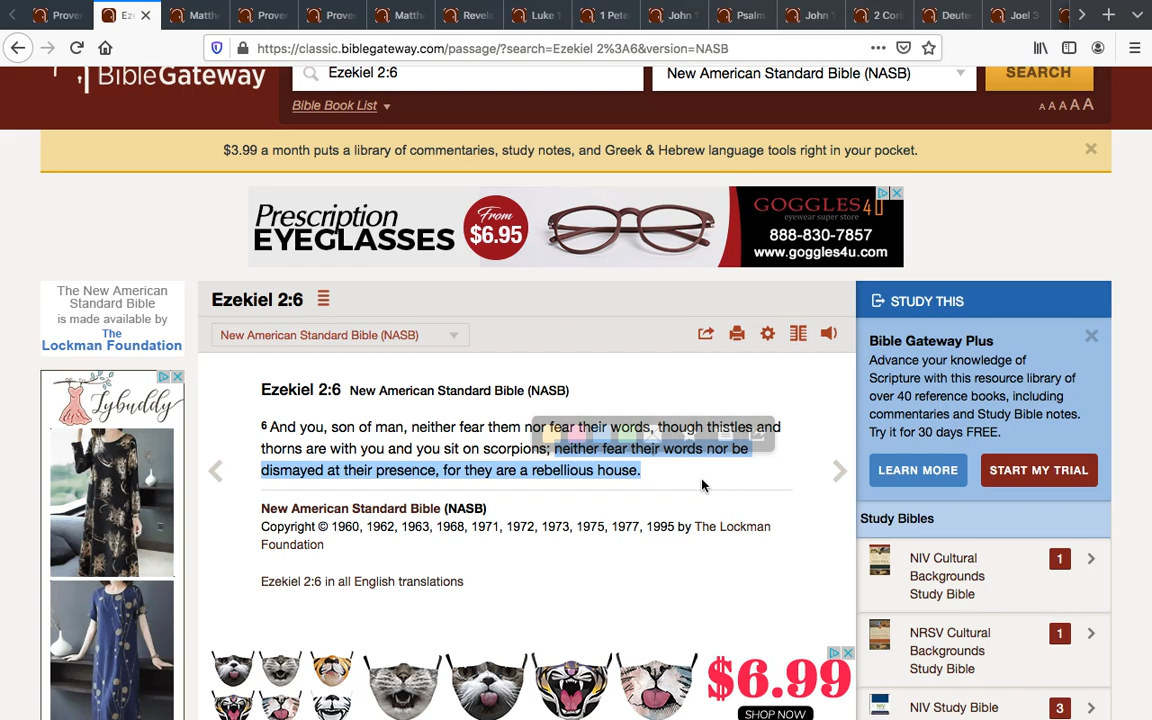 Prover
Eze
Matthe
Prover
Prover
Matthe
Revela
Luke 1
1 Pete
John 1
Psalm
John 1
2 Cori
Deute
Joel 3
https://classic.biblegateway.com/passage/?search=Ezekiel 2%3A6&version=NASB
BibleGateway
Ezekiel 2:6
New American Standard Bible (NASB)
SEARCH
Bible Book List
A A A A A
$3.99 a month puts a library of commentaries, study notes, and Greek & Hebrew language tools right in your pocket.
Prescription
EYEGLASSES
From
$6.95
GOGGLES4U
eyewear super store
888-830-7857
www.goggles4u.com
The New American
Standard Bible
is made available by
The
Lockman Foundation
Lybuddy
Ezekiel 2:6
New American Standard Bible (NASB)
Ezekiel 2:6 New American Standard Bible (NASB)
6 And you, son of man, neither fear them nor fear their words, though thistles and
thorns are with you and you sit on scorpions; neither fear their words nor be
dismayed at their presence, for they are a rebellious house.
New American Standard Bible (NASB)
Copyright © 1960, 1962, 1963, 1968, 1971, 1972, 1973, 1975, 1977, 1995 by The Lockman
Foundation
Ezekiel 2:6 in all English translations
$6.99
SHOP NOW
STUDY THIS
Bible Gateway Plus
Advance your knowledge of
Scripture with this resource library of
over 40 reference books, including
commentaries and Study Bible notes.
Try it for 30 days FREE.
LEARN MORE
START MY TRIAL
Study Bibles
NIV Cultural
Backgrounds
Study Bible
1
NRSV Cultural
Backgrounds
Study Bible
1
NIV Study Bible
3